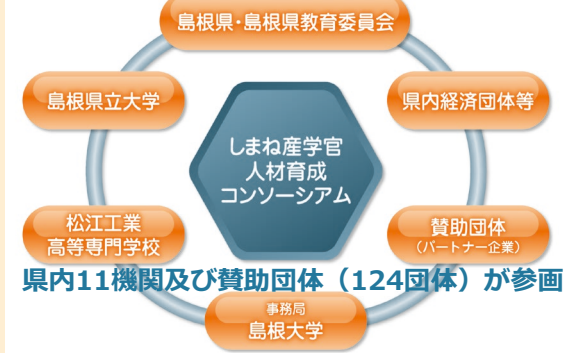 島根県・島根県教育委員会
島根県立大学
県内経済団体等
しまね産学官
人材育成
コンソーシアム
松江工業
高等専門学校
賛助団体
(パートナー企業)
県内11機関及び賛助団体（124団体）が参画
事務局
島根大学